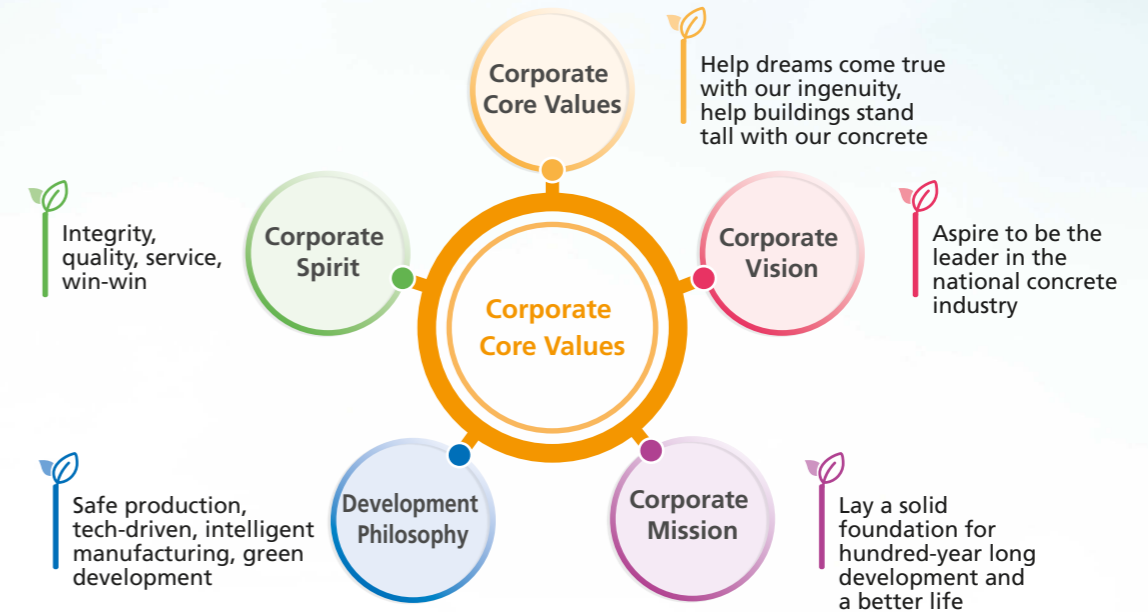 Corporate
Core Values
Help dreams come true
with our ingenuity,
help buildings stand
tall with our concrete
Integrity,
quality, service,
win-win
Corporate
Spirit
Corporate
Vision
Aspire to be the
leader in the
national concrete
industry
Corporate
Core Values
Safe production,
tech-driven, intelligent
manufacturing, green
development
Development
Philosophy
Corporate
Mission
Lay a solid
foundation for
hundred-year long
development and
a better life